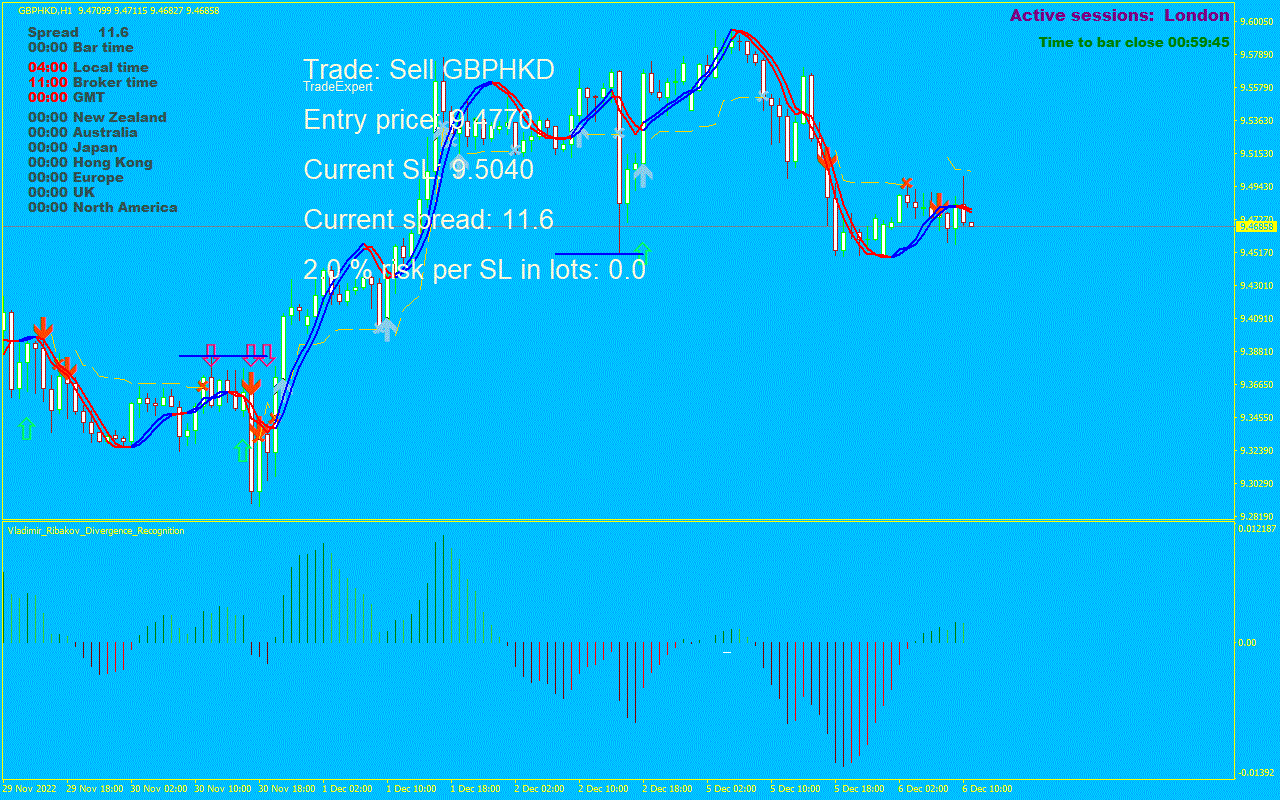 GBPHKD,H1 9.47099 9.47115 9.46827 9.46858
Active sessions: London
Time to bar close 00:59:45
Spread 11.6
00:00 Bar time
04:00 Local time
11:00 Broker time
00:00 GMT
00:00 New Zealand
00:00 Australia
00:00 Japan
00:00 Hong Kong
00:00 Europe
00:00 UK
00:00 North America
Trade: Sell GBPHKD
TradeExpert
Entry price: 9.4770
Current SL: 9.5040
Current spread: 11.6
2.0 % risk per SL in lots: 0.0
9.60050
9.57890
9.55790
9.53630
9.51530
9.49430
9.47270
9.46858
9.45170
9.43010
9.40910
9.38810
9.36650
9.34550
9.32390
9.30290
9.28190
Vladimir_Ribakov_Divergence_Recognition
0.012187
0.00
-0.01392
29 Nov 2022
29 Nov 18:00
30 Nov 02:00
30 Nov 10:00
30 Nov 18:00
1 Dec 02:00
1 Dec 10:00
1 Dec 18:00
2 Dec 02:00
2 Dec 10:00
2 Dec 18:00
5 Dec 02:00
5 Dec 10:00
5 Dec 18:00
6 Dec 02:00
6 Dec 10:00